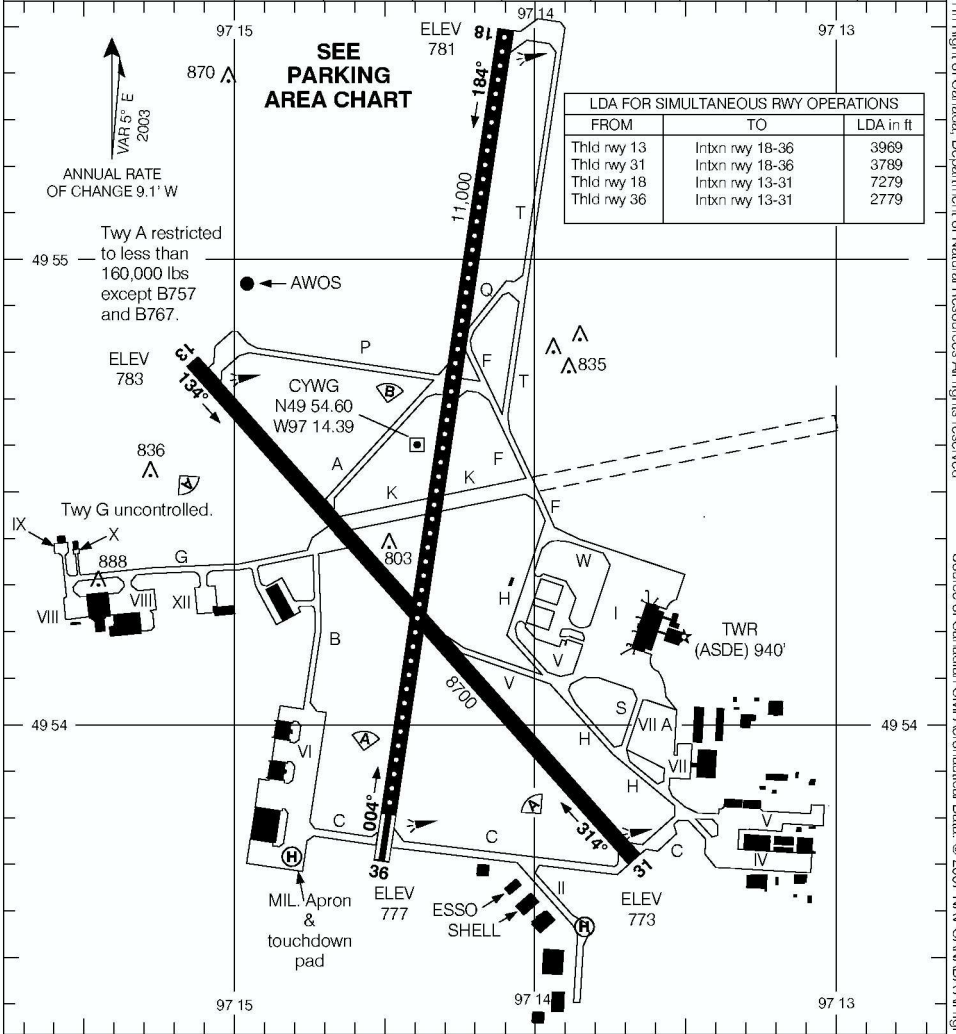 97 15
97 14
97 13
ELEV
781
18
184°
SEE
PARKING
AREA CHART
870
VAR 5° E
2003
ANNUAL RATE
OF CHANGE 9.1' W
LDA FOR SIMULTANEOUS RWY OPERATIONS
FROM TO LDA in ft
Thld rwy 13 Intxn rwy 18-36 3969
Thld rwy 31 Intxn rwy 18-36 3789
Thld rwy 18 Intxn rwy 13-31 7279
Thld rwy 36 Intxn rwy 13-31 2779
11,000
T
Twy A restricted
to less than
160,000 lbs
except B757
and B767.
49 55
49 55
AWOS
Q
P
F
T
835
ELEV
783
13
134°
CYWG
N49 54.60
W97 14.39
B
836
A
A
F
K
K
F
Twy G uncontrolled.
IX
X
888
G
803
W
H
VIII
VIII
XII
I
TWR
(ASDE) 940'
B
V
V
8700
S
VII A
49 54
49 54
H
VI
A
VII
H
004°
A
314°
C
C
C
V
IV
H
36
31
MIL. Apron
&
touchdown
pad
ELEV
777
ESSO
SHELL
II
H
ELEV
773
97 15
97 14
97 13